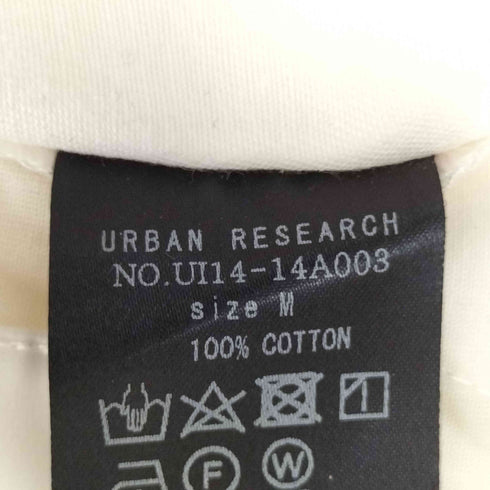 URBAN RESEARCH
NO.UI14-14A003
size M
100% COTTON
F W